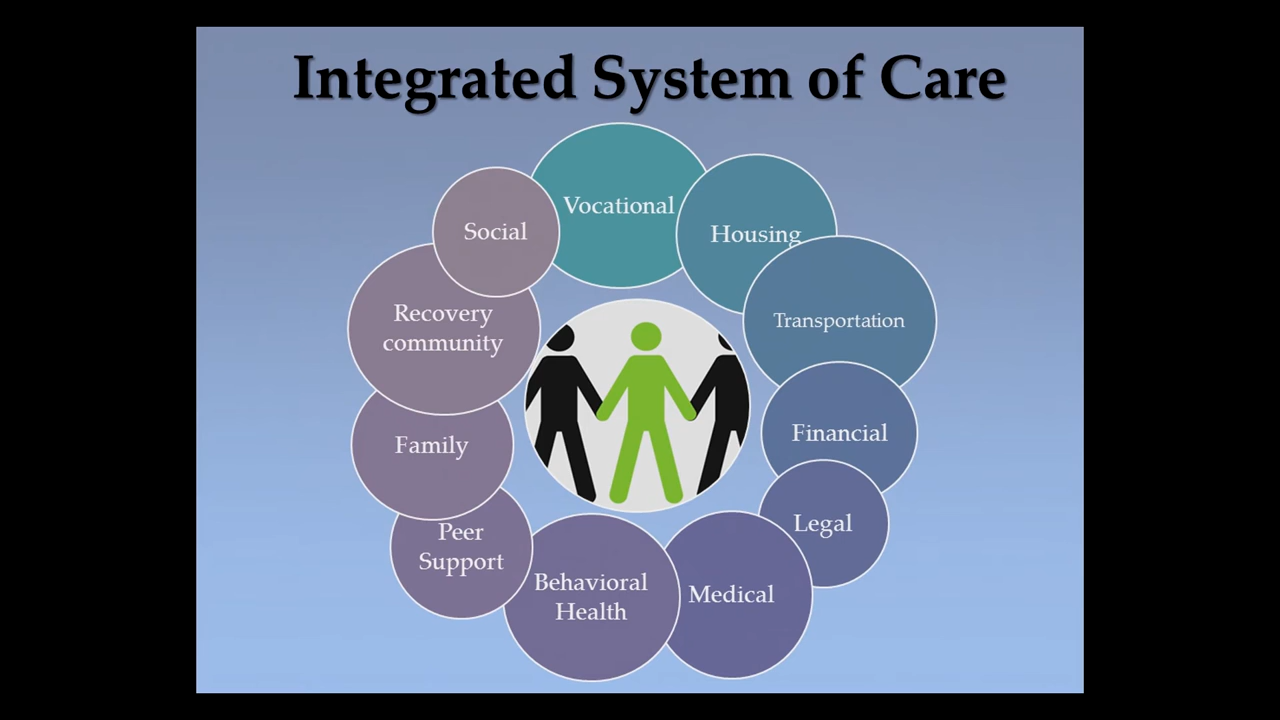 Integrated System of Care
Vocational
Housing
Transportation
Financial
Legal
Medical
Behavioral
Health
Peer
Support
Family
Recovery
community
Social